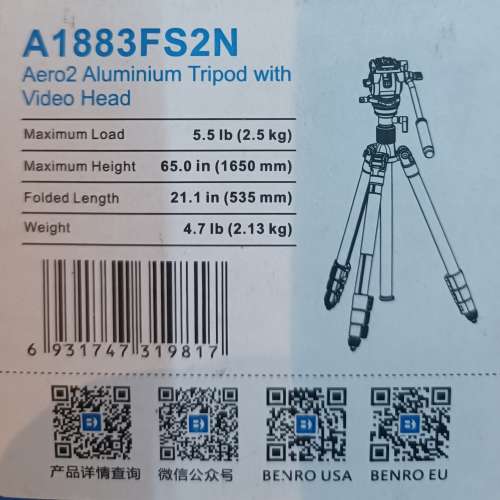 A1883FS2N
Aero2 Aluminium Tripod with
Video Head
Maximum Load 5.5 lb (2.5 kg)
Maximum Height 65.0 in (1650 mm)
Folded Length 21.1 in (535 mm)
Weight 4.7 lb (2.13 kg)
6 931747 319817
产品详情查询 微信公众号 BENRO USA BENRO EU